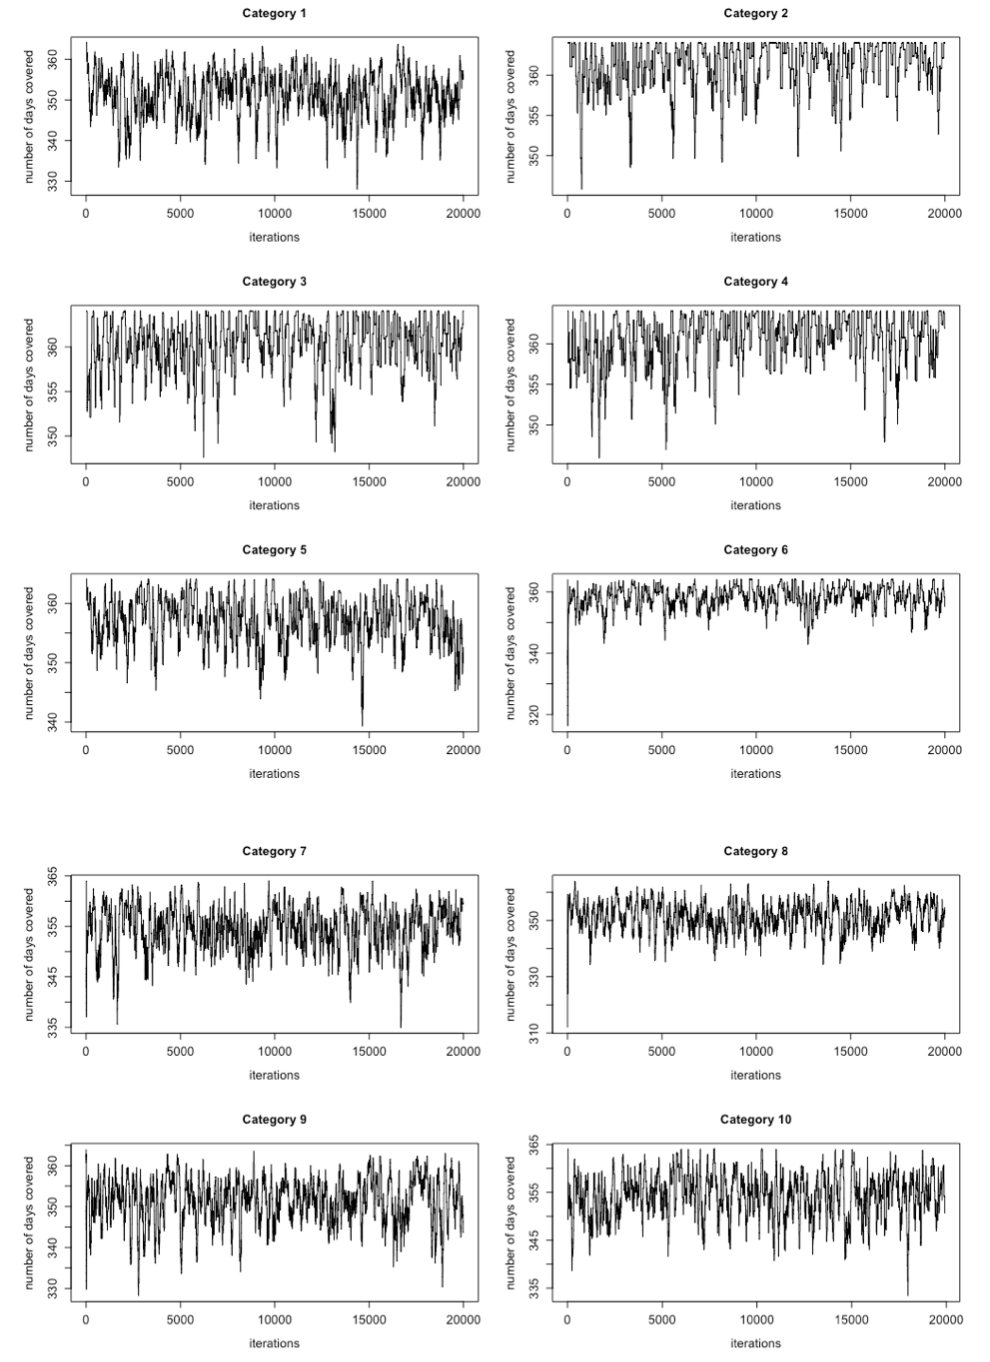 Category 1
number of days covered
330 340 350 360
0 5000 10000 15000 20000
iterations
Category 2
number of days covered
350 355 360
0 5000 10000 15000 20000
iterations
Category 3
number of days covered
350 355 360
0 5000 10000 15000 20000
iterations
Category 4
number of days covered
350 355 360
0 5000 10000 15000 20000
iterations
Category 5
number of days covered
340 350 360
0 5000 10000 15000 20000
iterations
Category 6
number of days covered
320 340 360
0 5000 10000 15000 20000
iterations
Category 7
number of days covered
335 345 355 365
0 5000 10000 15000 20000
iterations
Category 8
number of days covered
310 330 350
0 5000 10000 15000 20000
iterations
Category 9
number of days covered
330 340 350 360
0 5000 10000 15000 20000
iterations
Category 10
number of days covered
335 345 355 365
0 5000 10000 15000 20000
iterations